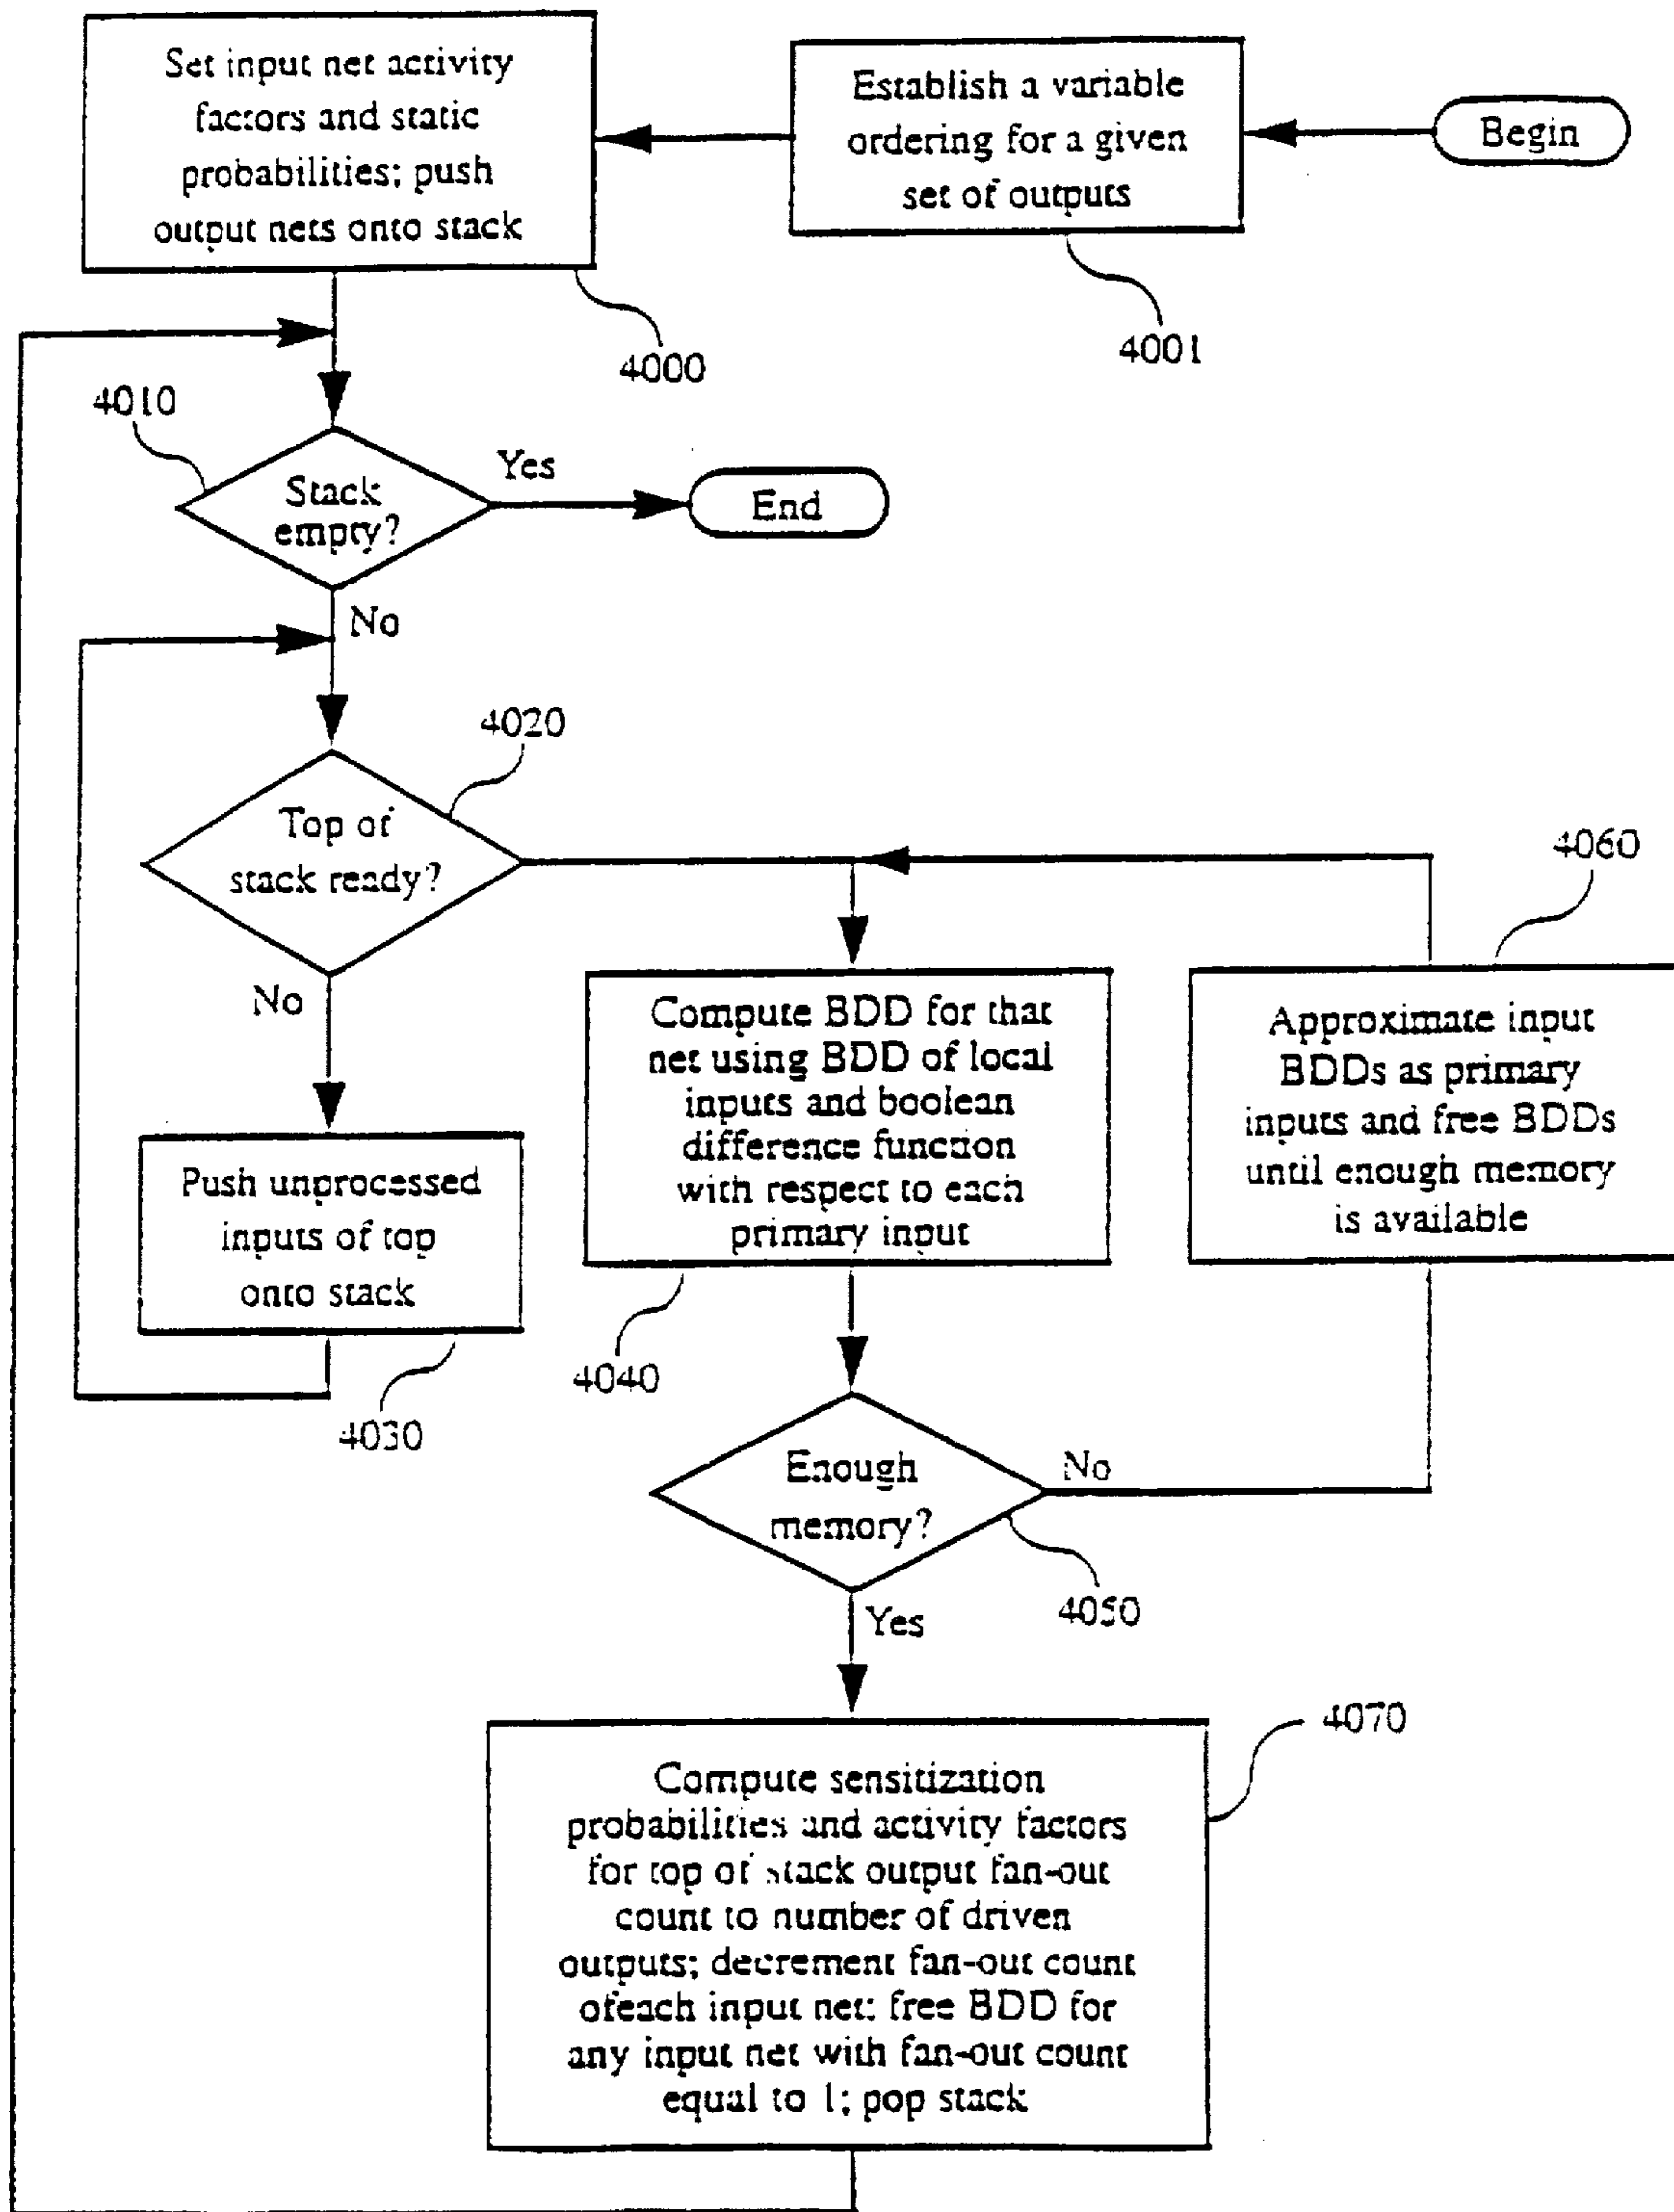 Begin
Establish a variable
ordering for a given
set of outputs
4001
Set input net activity
factors and static
probabilities; push
output nets onto stack
4000
4010
Stack
empty?
Yes
End
No
4020
Top of
stack ready?
No
Push unprocessed
inputs of top
onto stack
4030
Compute BDD for that
net using BDD of local
inputs and boolean
difference function
with respect to each
primary input
4040
4060
Approximate input
BDDs as primary
inputs and free BDDs
until enough memory
is available
Enough
memory?
No
4050
Yes
4070
Compute sensitization
probabilities and activity factors
for top of stack output fan-out
count to number of driven
outputs; decrement fan-out count
ofeach input net; free BDD for
any input net with fan-out count
equal to 1; pop stack